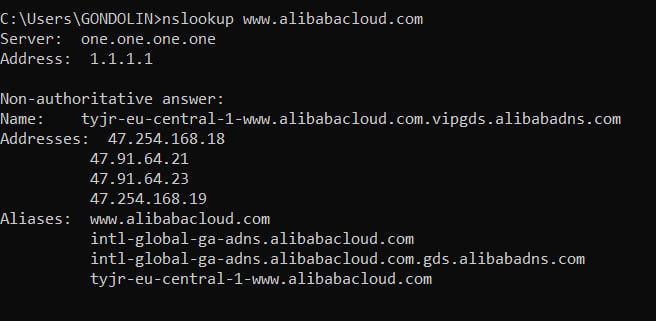 C:\Users\GONDOLIN>nslookup www.alibabacloud.com
Server:  one.one.one.one
Address:  1.1.1.1

Non-authoritative answer:
Name:    tyjr-eu-central-1-www.alibabacloud.com.vipgds.alibabadns.com
Addresses:  47.254.168.18
          47.91.64.21
          47.91.64.23
          47.254.168.19
Aliases:  www.alibabacloud.com
          intl-global-ga-adns.alibabacloud.com
          intl-global-ga-adns.alibabacloud.com.gds.alibabadns.com
          tyjr-eu-central-1-www.alibabacloud.com